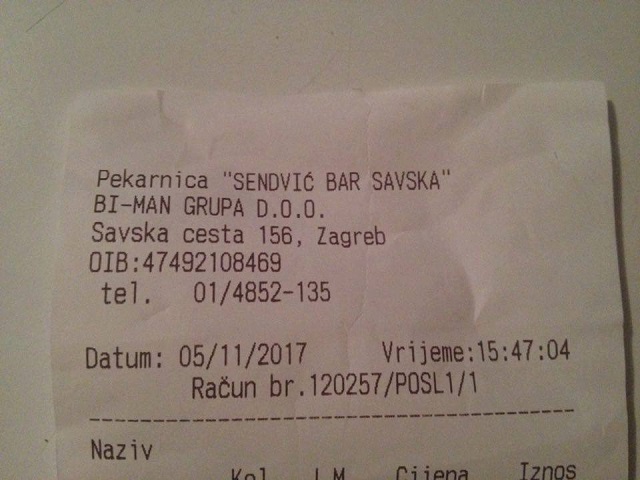 Pekarnica "SENDVIĆ BAR SAVSKA"
BI-MAN GRUPA D.O.O.
Savska cesta 156, Zagreb
OIB:47492108469
tel. 01/4852-135
Datum: 05/11/2017 Vrijeme:15:47:04
Račun br.120257/POSL1/1
Naziv
Kol J.M. Cijena Iznos